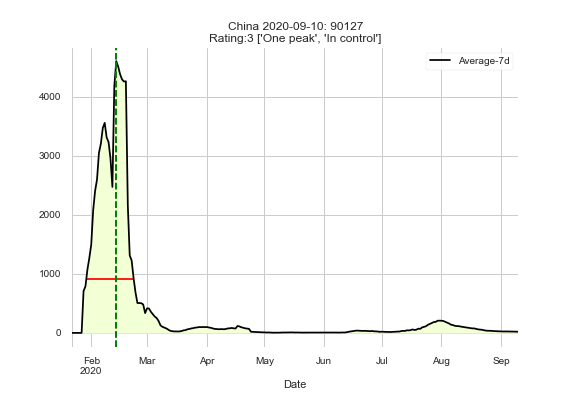 China 2020-09-10: 90127
Rating:3 ['One peak', 'In control']
Average-7d
4000
3000
2000
1000
0
Feb Mar Apr May Jun Jul Aug Sep
2020
Date